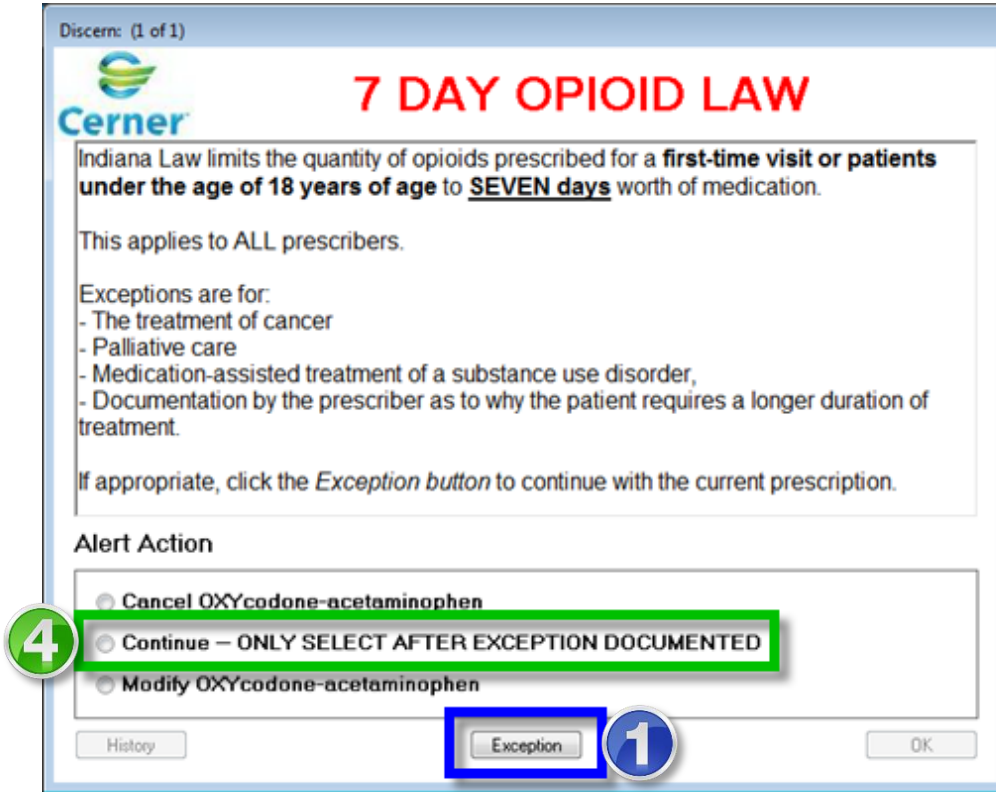 Discern: (1 of 1)
Cerner
7 DAY OPIOID LAW
Indiana Law limits the quantity of opioids prescribed for a first-time visit or patients
under the age of 18 years of age to SEVEN days worth of medication.
This applies to ALL prescribers.
Exceptions are for:
- The treatment of cancer
- Palliative care
- Medication-assisted treatment of a substance use disorder,
- Documentation by the prescriber as to why the patient requires a longer duration of
treatment.
If appropriate, click the Exception button to continue with the current prescription.
Alert Action
Cancel OXYcodone-acetaminophen
4
Continue – ONLY SELECT AFTER EXCEPTION DOCUMENTED
Modify OXYcodone-acetaminophen
History
Exception
1
OK